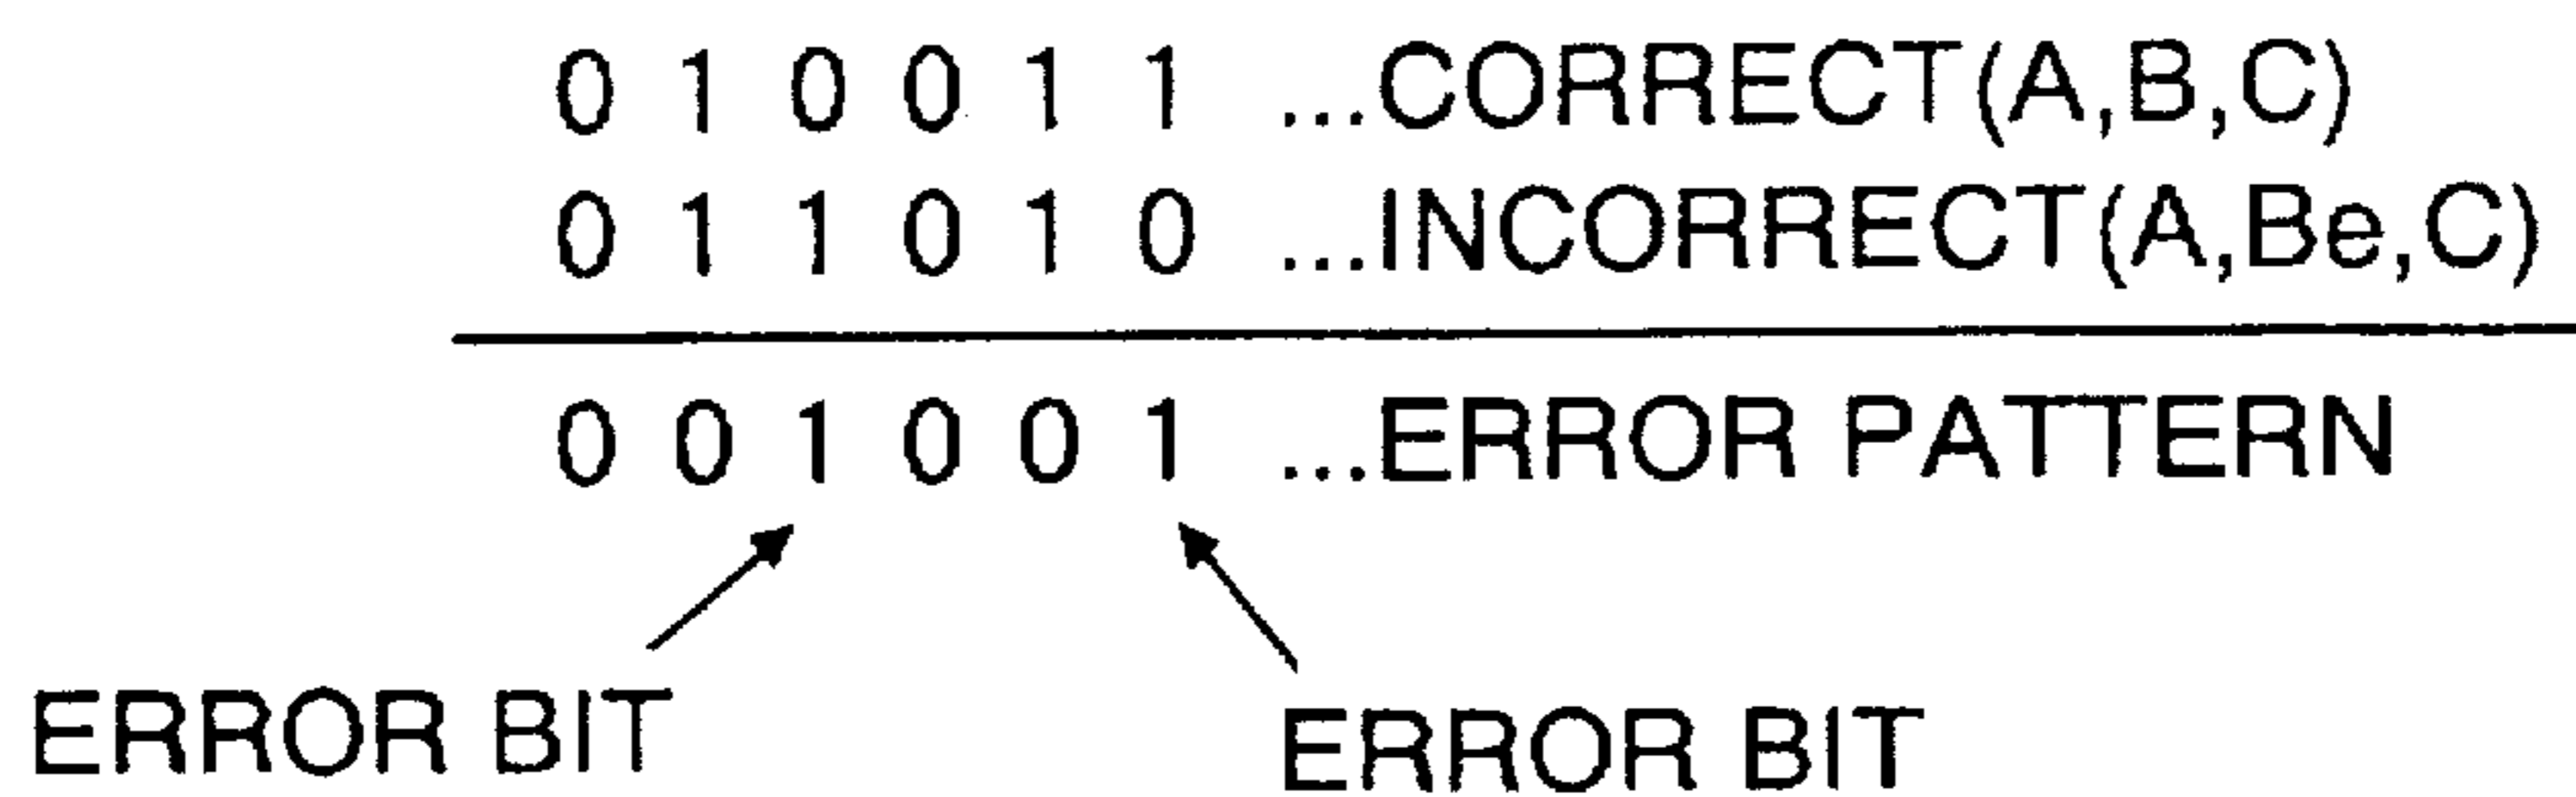 0 1 0 0 1 1 ...CORRECT(A,B,C)
0 1 1 0 1 0 ...INCORRECT(A,Be,C)
0 0 1 0 0 1 ...ERROR PATTERN
ERROR BIT
ERROR BIT